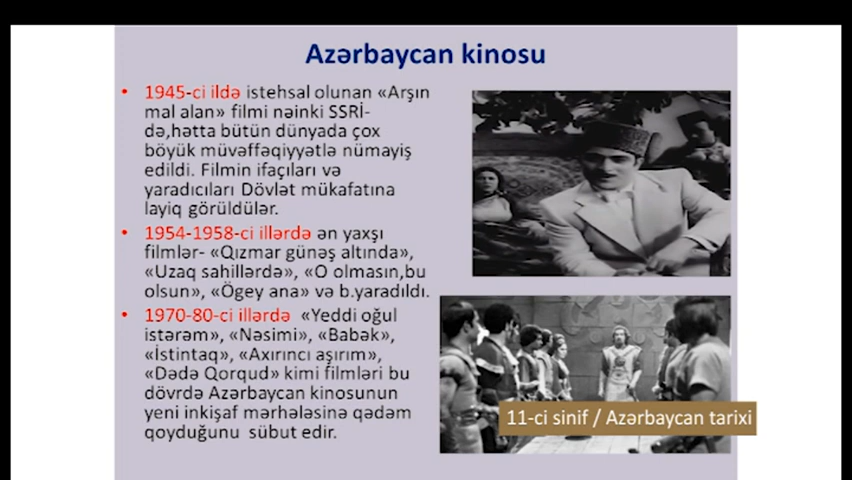 Azərbaycan kinosu
• 1945-ci ildə istehsal olunan «Arşın
mal alan» filmi nəinki SSRİ-
də,hətta bütün dünyada çox
böyük müvəffəqiyyətlə nümayiş
edildi. Filmin ifaçıları və
yaradıcıları Dövlət mükafatına
layiq görüldülər.
• 1954-1958-ci illərdə ən yaxşı
filmlər- «Qızmar günəş altında»,
«Uzaq sahillərdə», «O olmasın,bu
olsun», «Ögey ana» və b.yaradıldı.
• 1970-80-ci illərdə «Yeddi oğul
istərəm», «Nəsimi», «Babək»,
«İstintaq», «Axırıncı aşırım»,
«Dədə Qorqud» kimi filmləri bu
dövrdə Azərbaycan kinosunun
yeni inkişaf mərhələsinə qədəm
qoyduğunu sübut edir.
11-ci sinif / Azərbaycan tarixi